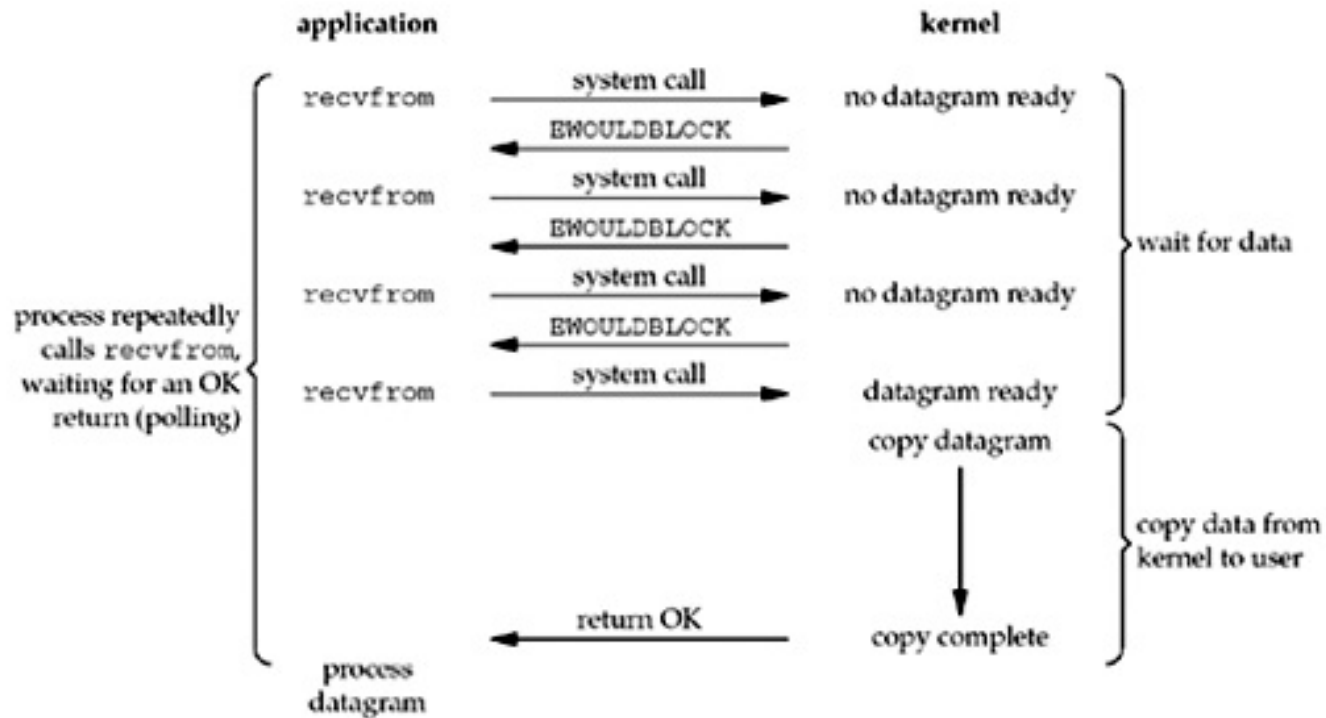 application
kernel
recvfrom
system call
no datagram ready
EWOULDBLOCK
recvfrom
system call
no datagram ready
EWOULDBLOCK
wait for data
recvfrom
system call
no datagram ready
process repeatedly
calls recvfrom,
waiting for an OK
return (polling)
EWOULDBLOCK
recvfrom
system call
datagram ready
copy datagram
copy data from
kernel to user
return OK
copy complete
process
datagram